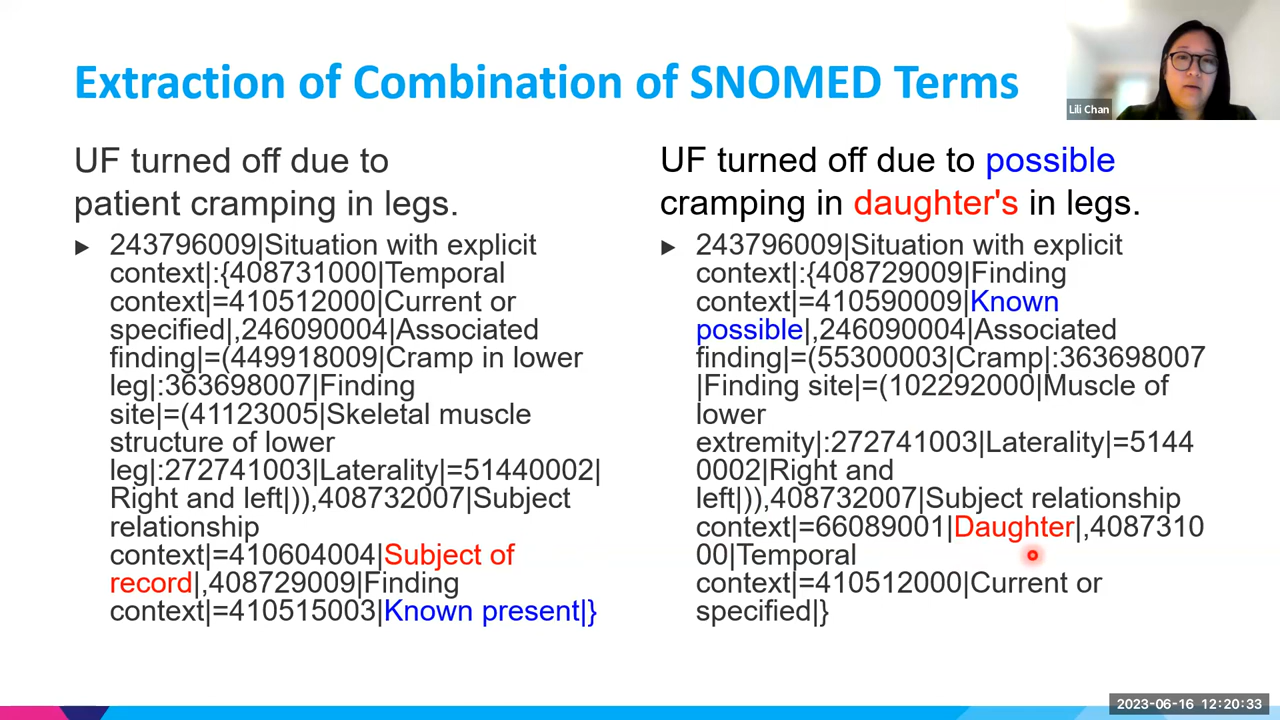 Extraction of Combination of SNOMED Terms
Lili Chan
UF turned off due to
patient cramping in legs.
243796009|Situation with explicit
context|:{408731000|Temporal
context|=410512000|Current or
specified|,246090004|Associated
finding|=(449918009|Cramp in lower
leg|:363698007|Finding
site|=(41123005|Skeletal muscle
structure of lower
leg|:272741003|Laterality|=51440002|
Right and left|)),408732007|Subject
relationship
context|=410604004|Subject of
record|,408729009|Finding
context|=410515003|Known present|}
UF turned off due to possible
cramping in daughter's in legs.
243796009|Situation with explicit
context|:{408729009|Finding
context|=410590009|Known
possible|,246090004|Associated
finding|=(55300003|Cramp|:363698007
|Finding site|=(102292000|Muscle of
lower
extremity|:272741003|Laterality|=5144
0002|Right and
left|)),408732007|Subject relationship
context|=66089001|Daughter|,4087310
00|Temporal
context|=410512000|Current or
specified|}
2023-06-16 12:20:33